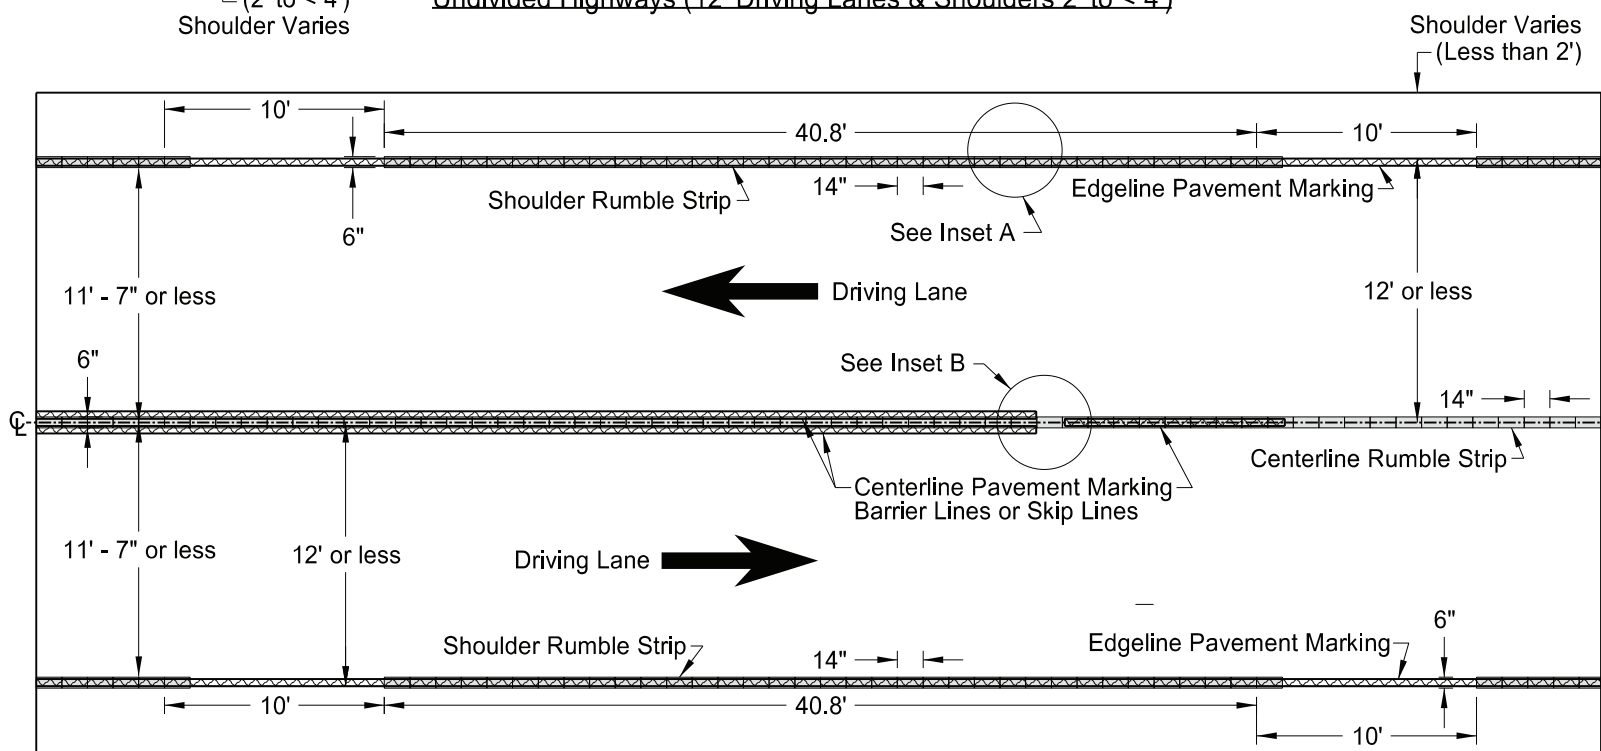 (2' to < 4')
Undivided Highways (12' Driving Lanes & Shoulders 2' to < 4')
Shoulder Varies
Shoulder Varies
(Less than 2')
10'
40.8'
10'
Shoulder Rumble Strip
14"
Edgeline Pavement Marking
See Inset A
6"
11' - 7" or less
Driving Lane
12' or less
6"
See Inset B
14"
℄
Centerline Rumble Strip
Centerline Pavement Marking
Barrier Lines or Skip Lines
11' - 7" or less
12' or less
Driving Lane
6"
Shoulder Rumble Strip
14"
Edgeline Pavement Marking
10'
40.8'
10'